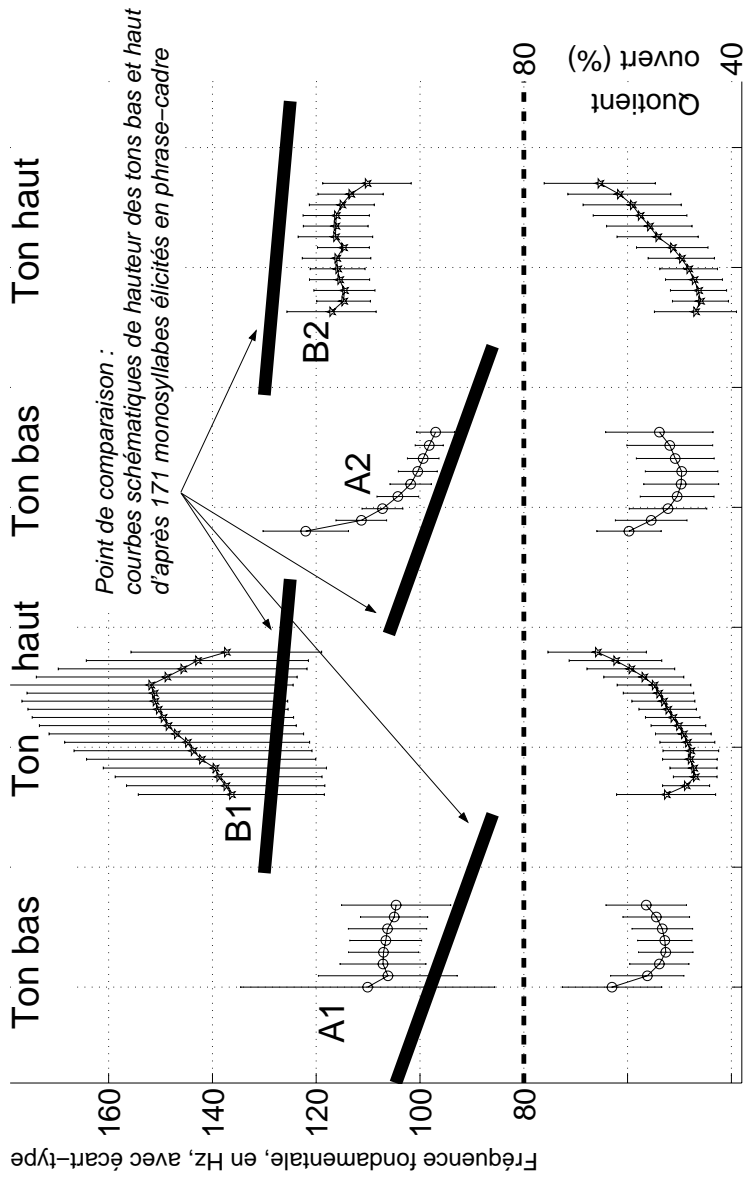 Ton bas
Ton haut
Ton bas
Ton haut
Point de comparaison :
courbes schématiques de hauteur des tons bas et haut
d'après 171 monosyllabes élicités en phrase−cadre
A1
B1
A2
B2
160
140
120
100
80
80
40
Fréquence fondamentale, en Hz, avec écart−type
Quotient
ouvert (%)